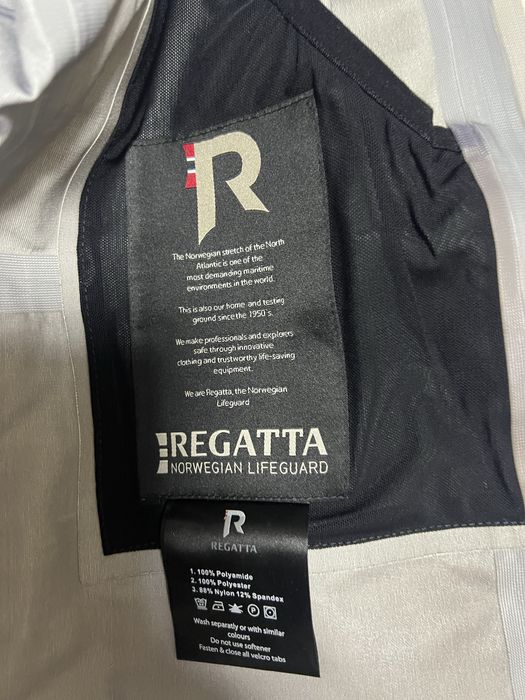 R
The Norwegian stretch of the North
Atlantic is one of the
most demanding maritime
environments in the world.
This is also our home and testing
ground since the 1950´s.
We make professionals and explorers
safe through innovative
clothing and trustworthy life-saving
equipment.
We are Regatta, the Norwegian
Lifeguard
REGATTA
NORWEGIAN LIFEGUARD
R
REGATTA
1. 100% Polyamide
2. 100% Polyester
3. 88% Nylon 12% Spandex
P
Wash separatly or with similar
colours
Do not use softener
Fasten & close all velcro tabs